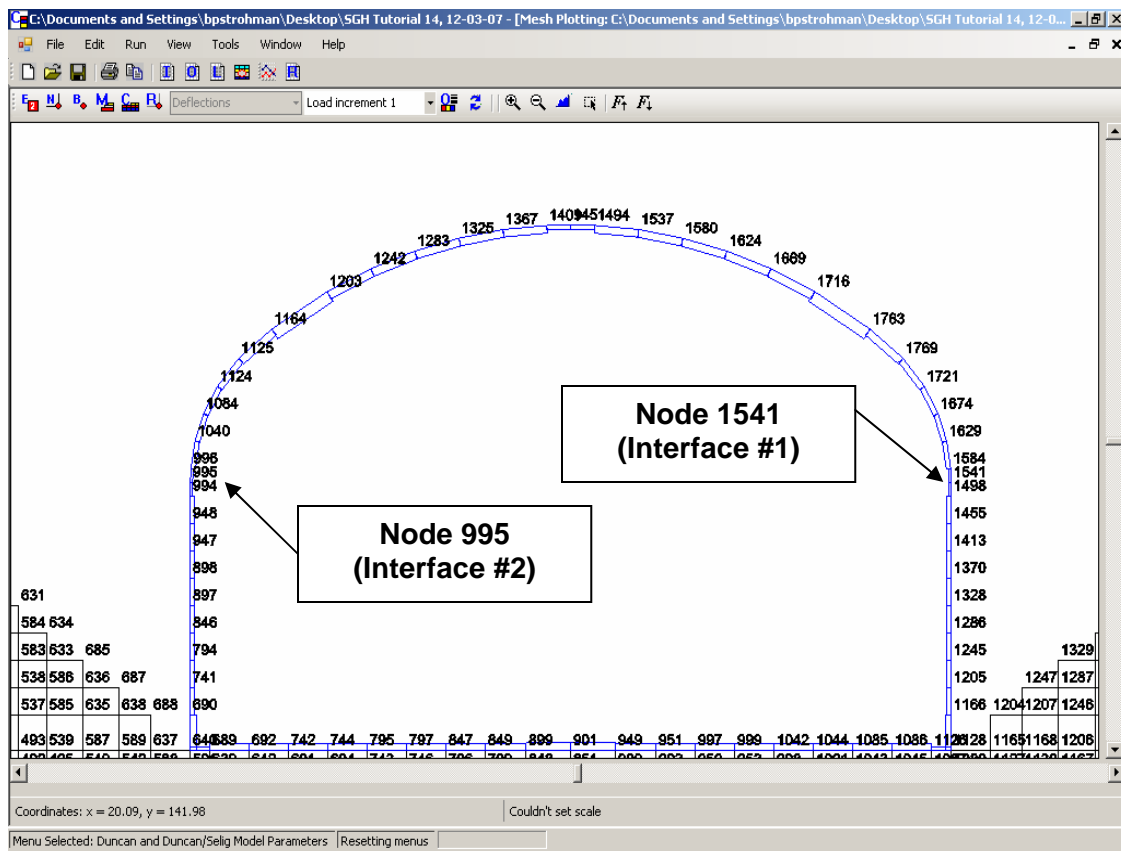 C:\Documents and Settings\bpstrohman\Desktop\SGH Tutorial 14, 12-03-07 - [Mesh Plotting: C:\Documents and Settings\bpstrohman\Desktop\SGH Tutorial 14, 12-0...
File Edit Run View Tools Window Help
Deflections Load increment 1
1367 1409 1451 1494 1537
1325 1580
1283 1624
1242 1669
1203 1716
1164 1763
1125 1769
1124 1721
1084 1674
1040 1629
996 1584
995 1541
994 1498
Node 1541
(Interface #1)
Node 995
(Interface #2)
948 1455
947 1413
898 1370
631 897 1328
584 634 846 1286
583 633 685 794 1245 1329
538 586 636 687 741 1205 1247 1287
537 585 635 638 688 690 1166 1204 1207 1246
493 539 587 589 637 640 689 692 742 744 795 797 847 849 899 901 949 951 997 999 1042 1044 1085 1086 1126 1128 1165 1168 1206
Coordinates: x = 20.09, y = 141.98 Couldn't set scale
Menu Selected: Duncan and Duncan/Selig Model Parameters Resetting menus